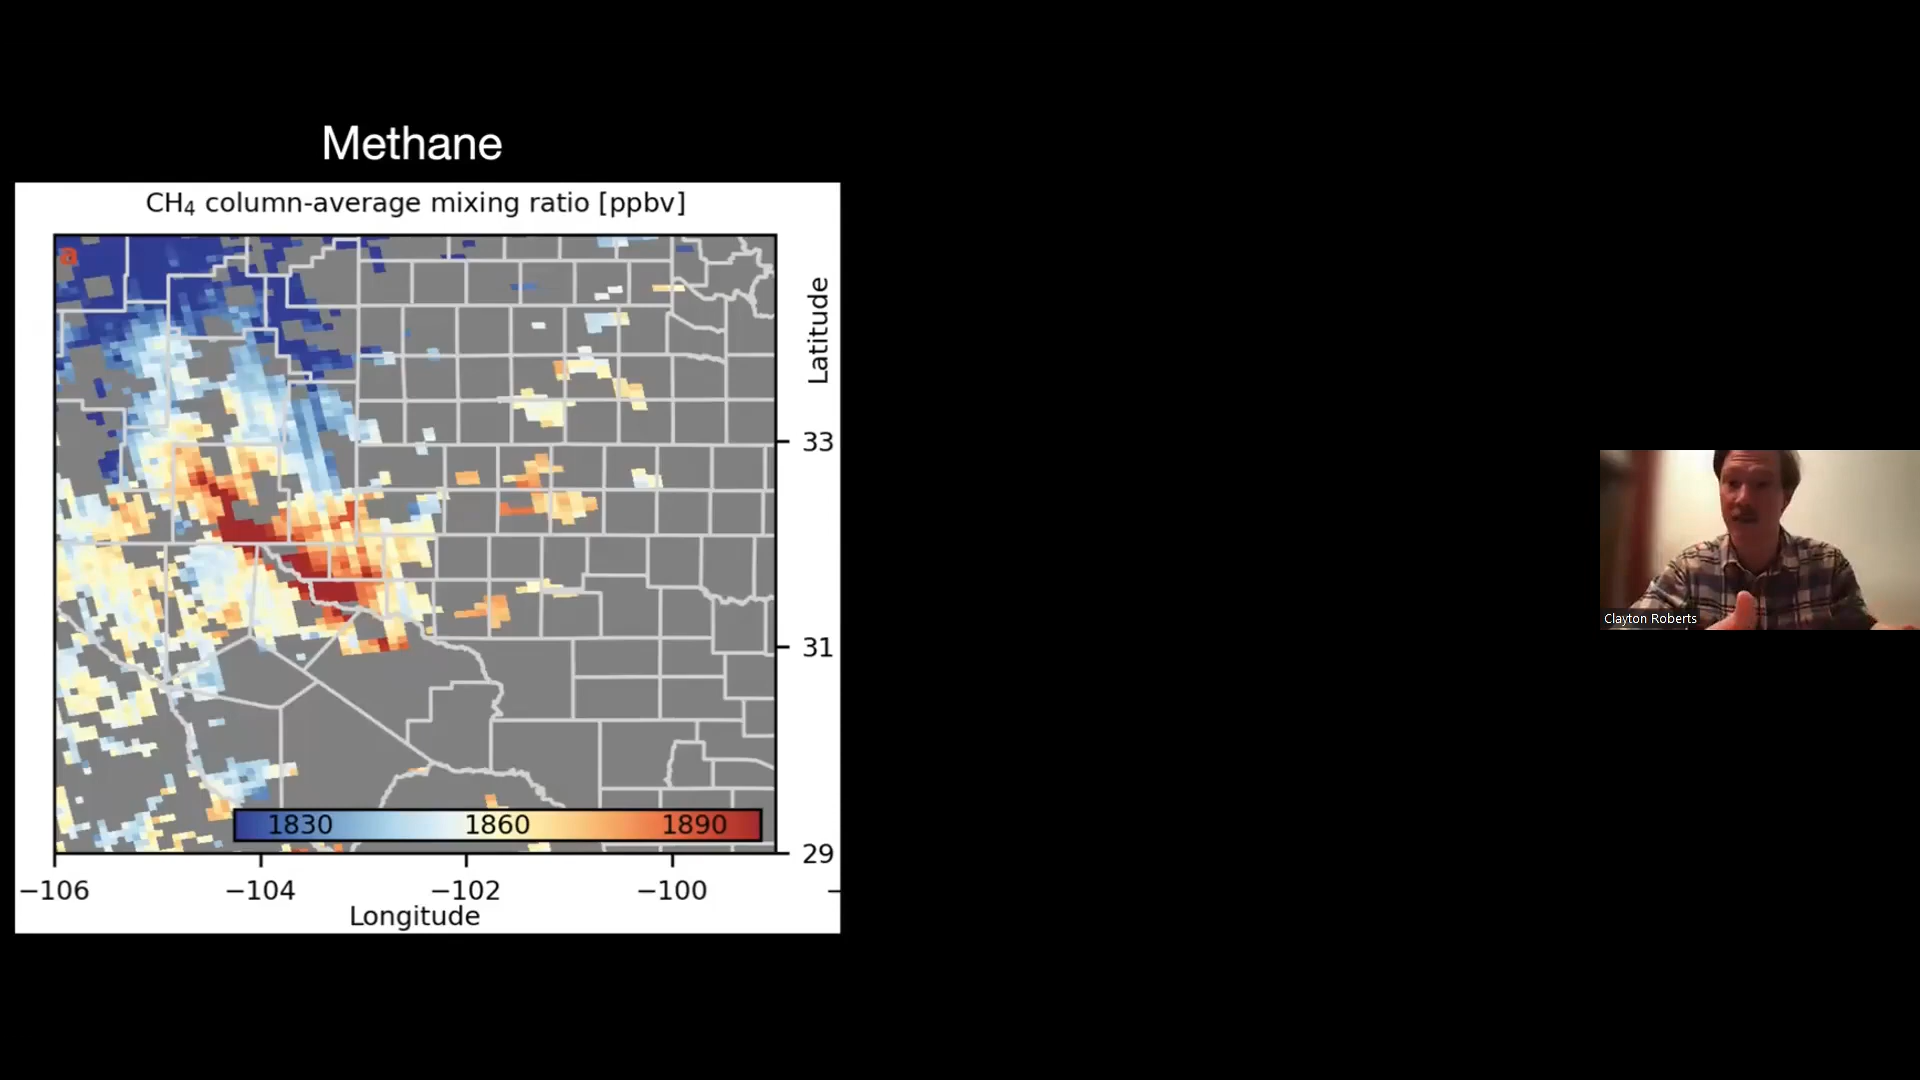 Methane
CH₄ column-average mixing ratio [ppbv]
a
Latitude
33
31
29
1830 1860 1890
−106 −104 −102 −100 −
Longitude
Clayton Roberts